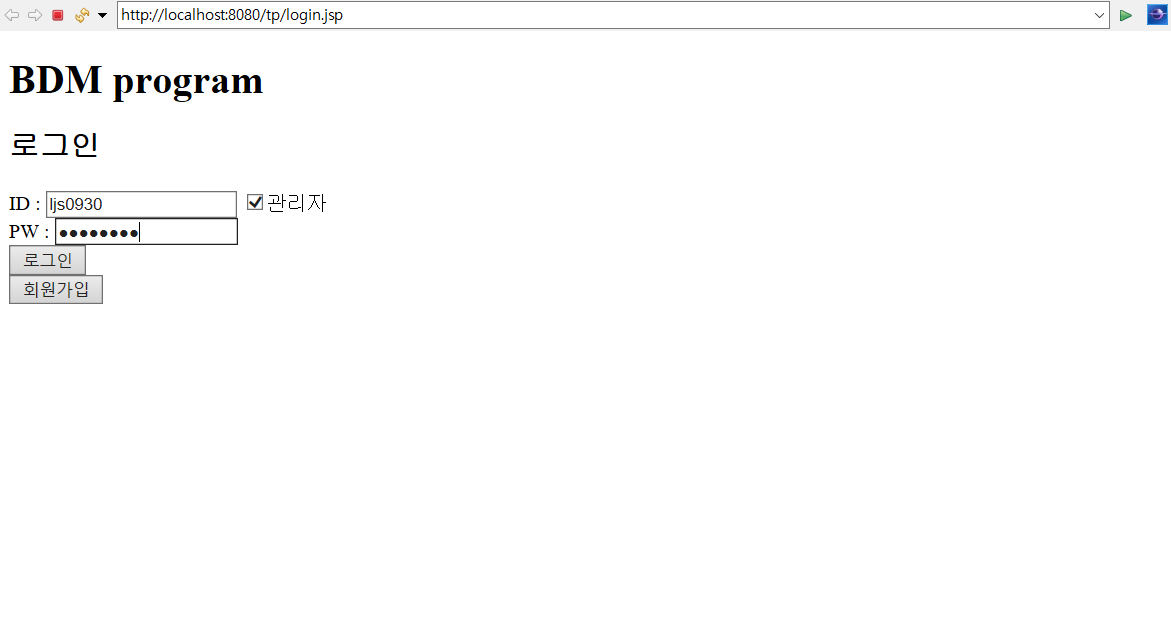 http://localhost:8080/tp/login.jsp
BDM program
로그인
ID : ljs0930 관리자
PW : ●●●●●●●●
로그인
회원가입